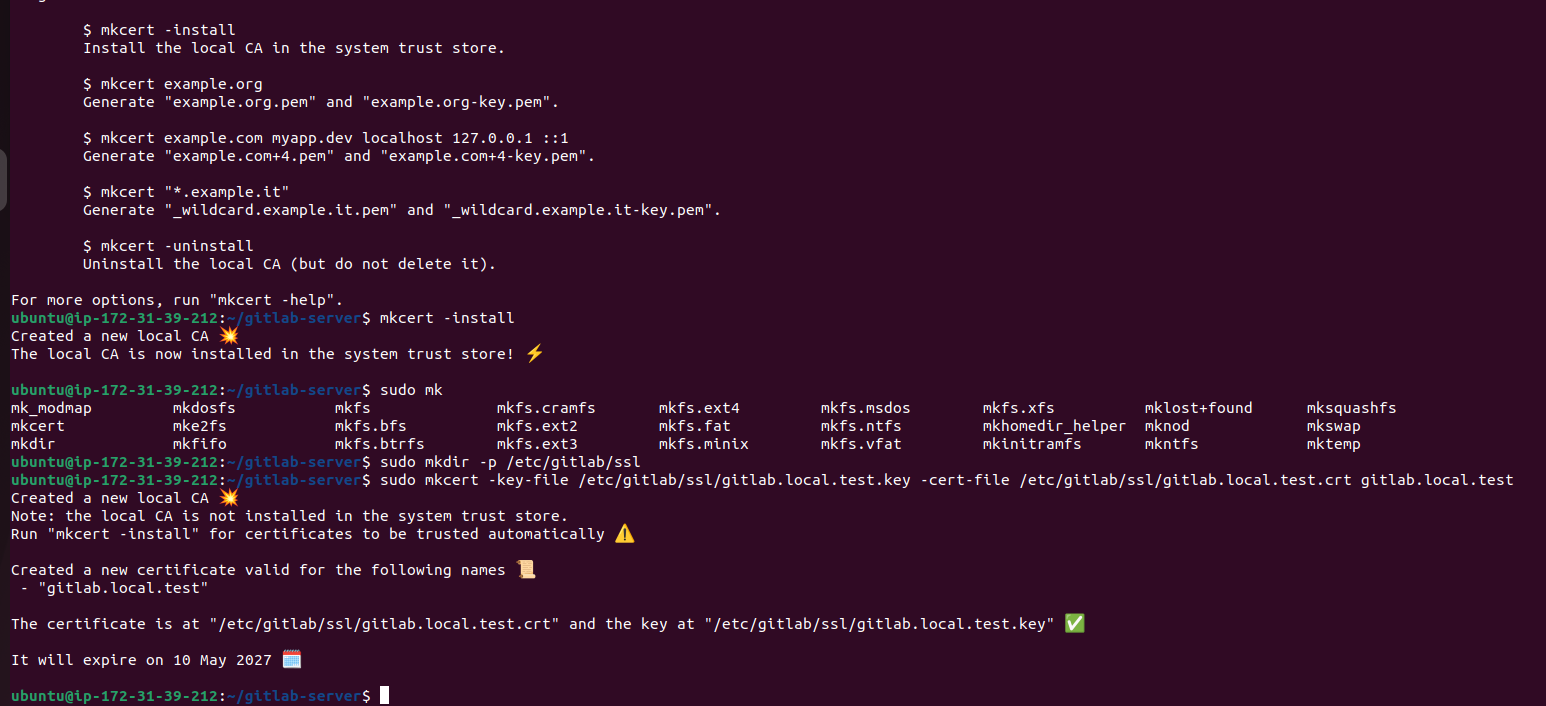 $ mkcert -install
Install the local CA in the system trust store.
$ mkcert example.org
Generate "example.org.pem" and "example.org-key.pem".
$ mkcert example.com myapp.dev localhost 127.0.0.1 ::1
Generate "example.com+4.pem" and "example.com+4-key.pem".
$ mkcert "*.example.it"
Generate "_wildcard.example.it.pem" and "_wildcard.example.it-key.pem".
$ mkcert -uninstall
Uninstall the local CA (but do not delete it).
For more options, run "mkcert -help".
ubuntu@ip-172-31-39-212:~/gitlab-server$ mkcert -install
Created a new local CA 💥
The local CA is now installed in the system trust store! ⚡
ubuntu@ip-172-31-39-212:~/gitlab-server$ sudo mk
mk_modmap mkdosfs mkfs mkfs.cramfs mkfs.ext4 mkfs.msdos mkfs.xfs mklost+found mksquashfs
mkcert mke2fs mkfs.bfs mkfs.ext2 mkfs.fat mkfs.ntfs mkhomedir_helper mknod mkswap
mkdir mkfifo mkfs.btrfs mkfs.ext3 mkfs.minix mkfs.vfat mkinitramfs mkntfs mktemp
ubuntu@ip-172-31-39-212:~/gitlab-server$ sudo mkdir -p /etc/gitlab/ssl
ubuntu@ip-172-31-39-212:~/gitlab-server$ sudo mkcert -key-file /etc/gitlab/ssl/gitlab.local.test.key -cert-file /etc/gitlab/ssl/gitlab.local.test.crt gitlab.local.test
Created a new local CA 💥
Note: the local CA is not installed in the system trust store.
Run "mkcert -install" for certificates to be trusted automatically ⚠️
Created a new certificate valid for the following names 📜
- "gitlab.local.test"
The certificate is at "/etc/gitlab/ssl/gitlab.local.test.crt" and the key at "/etc/gitlab/ssl/gitlab.local.test.key" ✅
It will expire on 10 May 2027 🗓
ubuntu@ip-172-31-39-212:~/gitlab-server$